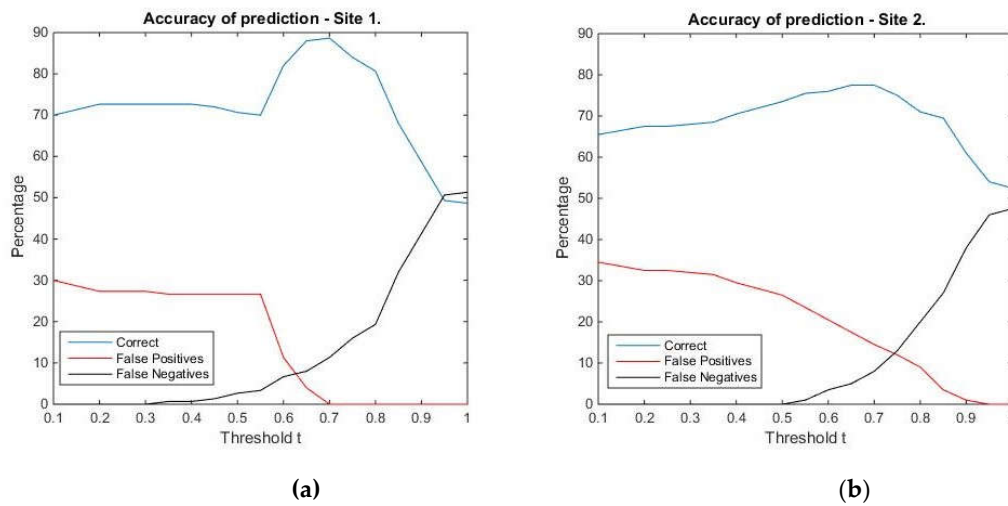 Accuracy of prediction - Site 1.
90
80
70
60
50
40
30
20
10
0
Percentage
Correct
False Positives
False Negatives
0.1 0.2 0.3 0.4 0.5 0.6 0.7 0.8 0.9 1
Threshold t
(a)
Accuracy of prediction - Site 2.
90
80
70
60
50
40
30
20
10
0
Percentage
Correct
False Positives
False Negatives
0.1 0.2 0.3 0.4 0.5 0.6 0.7 0.8 0.9
Threshold t
(b)